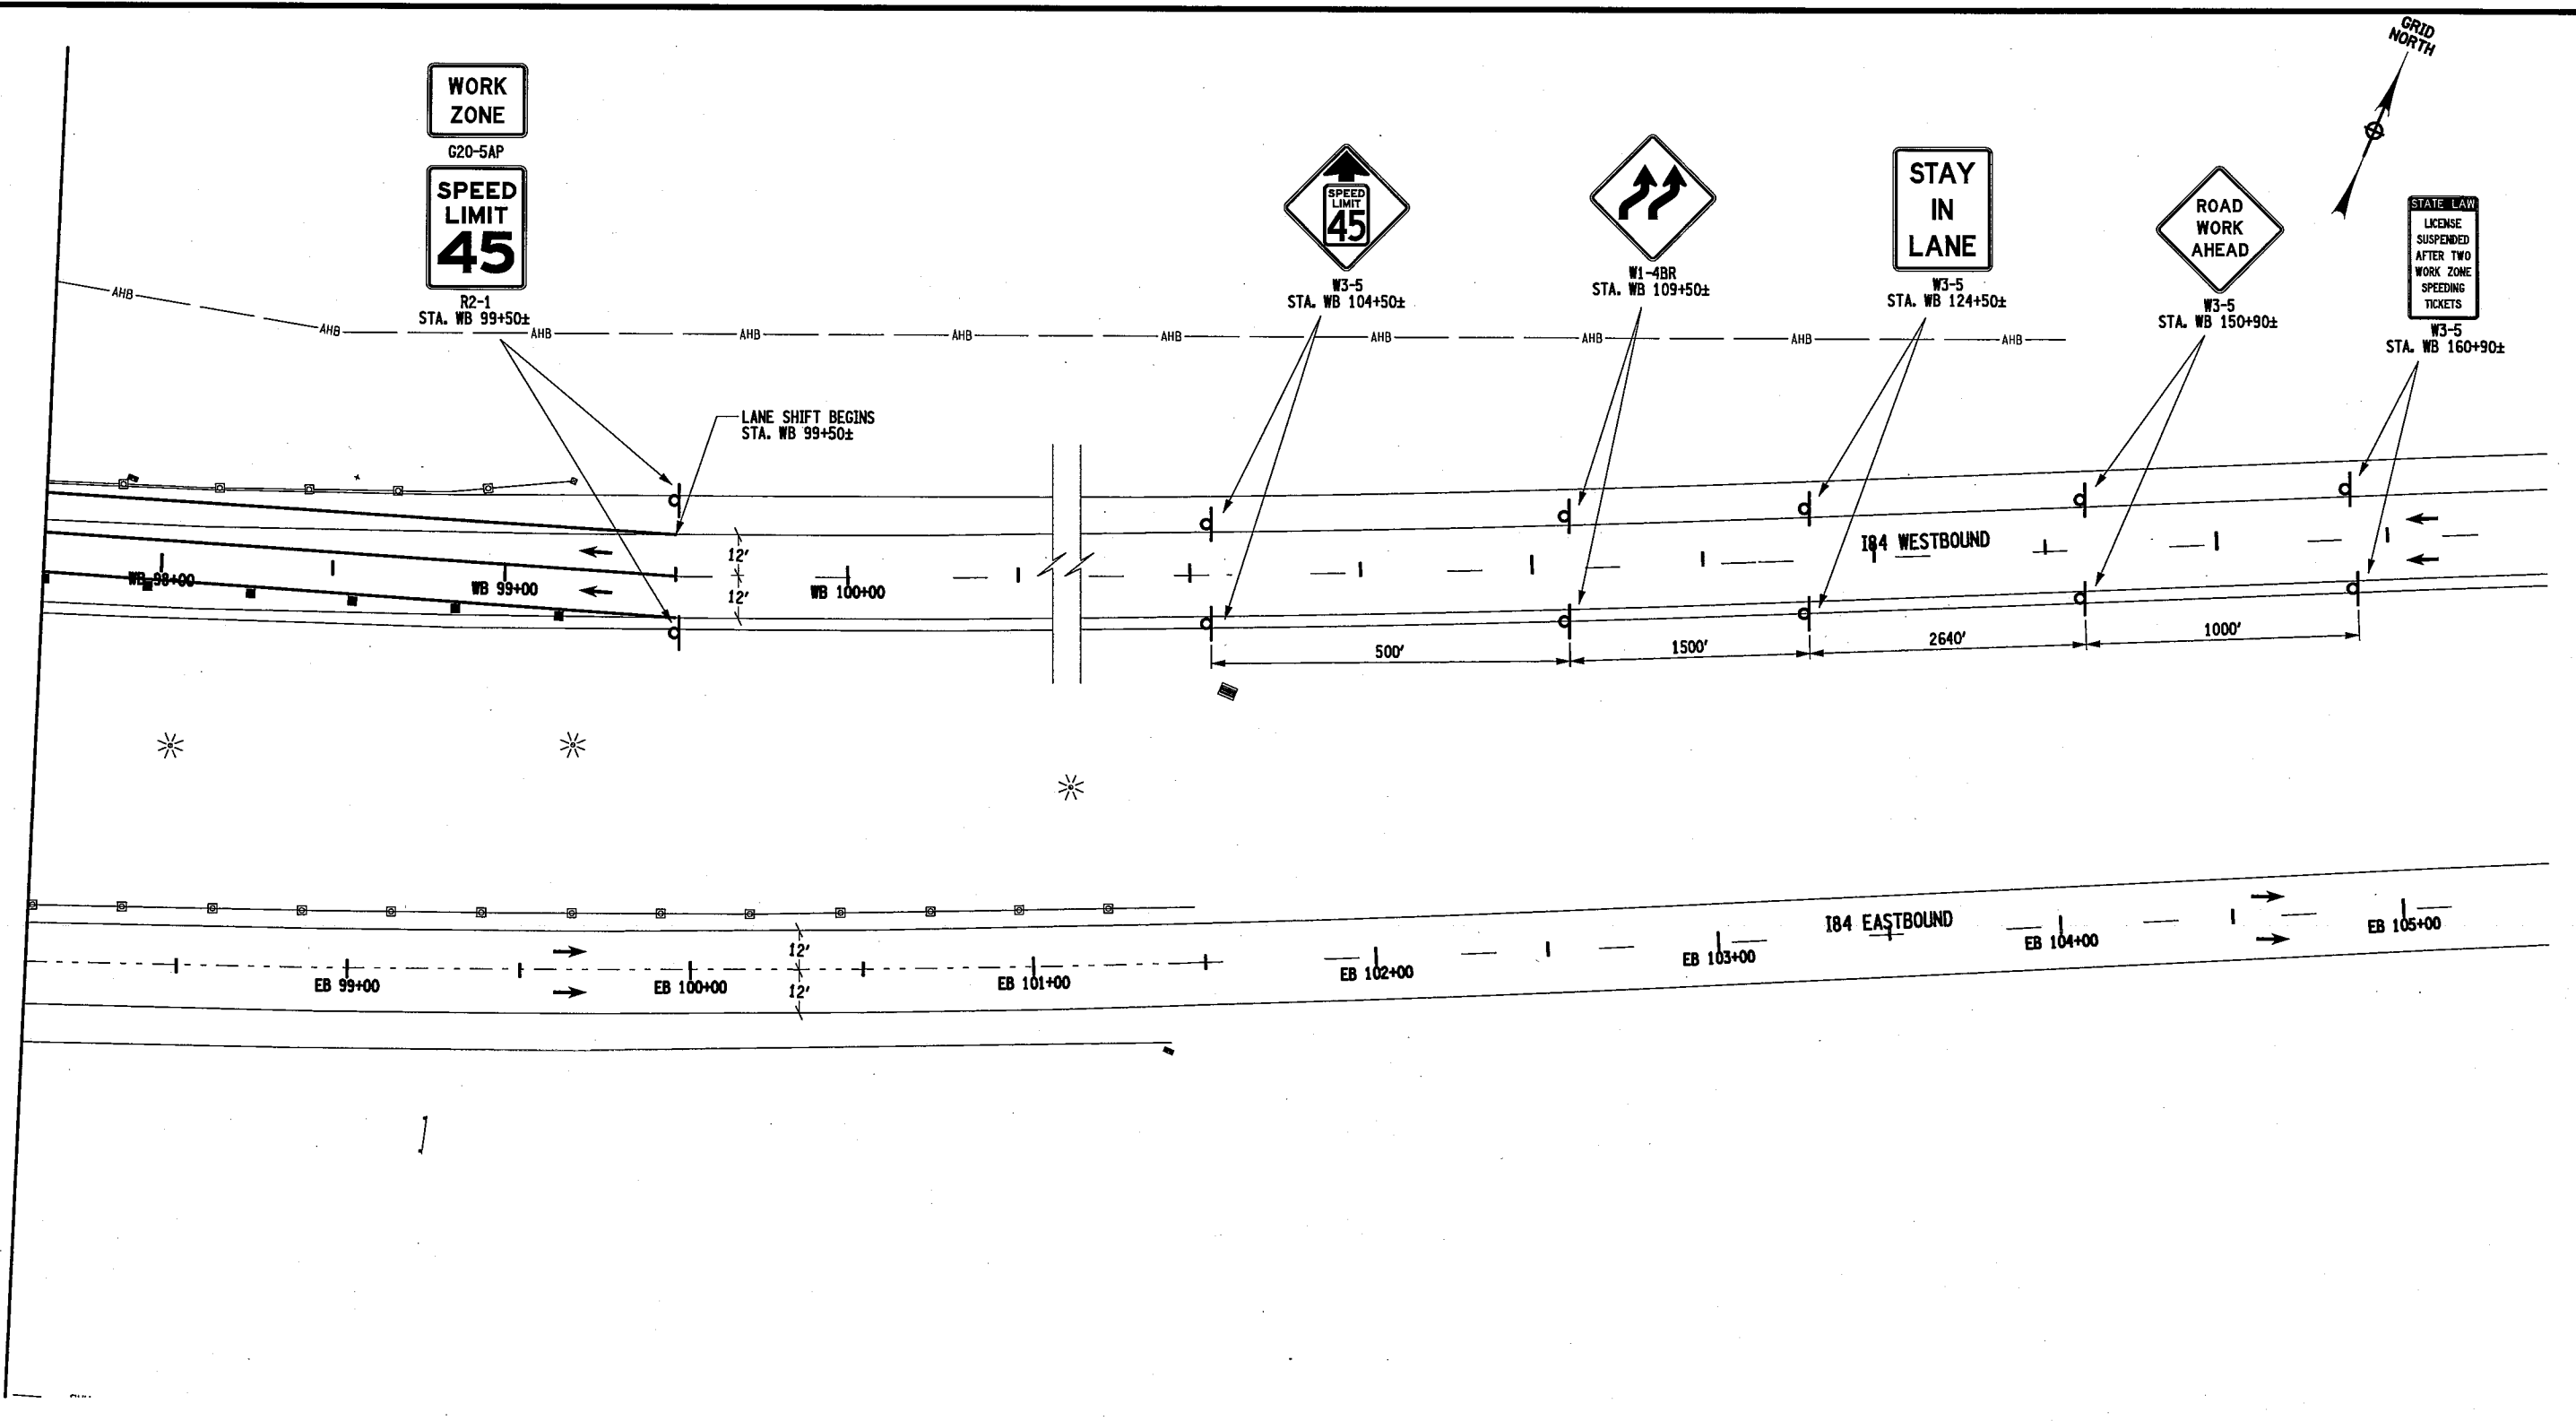 GRID
NORTH
WORK
ZONE
G20-5AP
SPEED
LIMIT
45
R2-1
STA. WB 99+50±
SPEED
LIMIT
45
W3-5
STA. WB 104+50±
W1-4BR
STA. WB 109+50±
STAY
IN
LANE
W3-5
STA. WB 124+50±
ROAD
WORK
AHEAD
W3-5
STA. WB 150+90±
STATE LAW
LICENSE
SUSPENDED
AFTER TWO
WORK ZONE
SPEEDING
TICKETS
W3-5
STA. WB 160+90±
AHB
AHB
AHB
AHB
AHB
AHB
AHB
AHB
AHB
AHB
LANE SHIFT BEGINS
STA. WB 99+50±
I84 WESTBOUND
12'
12'
WB 98+00
WB 99+00
WB 100+00
500'
1500'
2640'
1000'
I84 EASTBOUND
12'
12'
EB 99+00
EB 100+00
EB 101+00
EB 102+00
EB 103+00
EB 104+00
EB 105+00